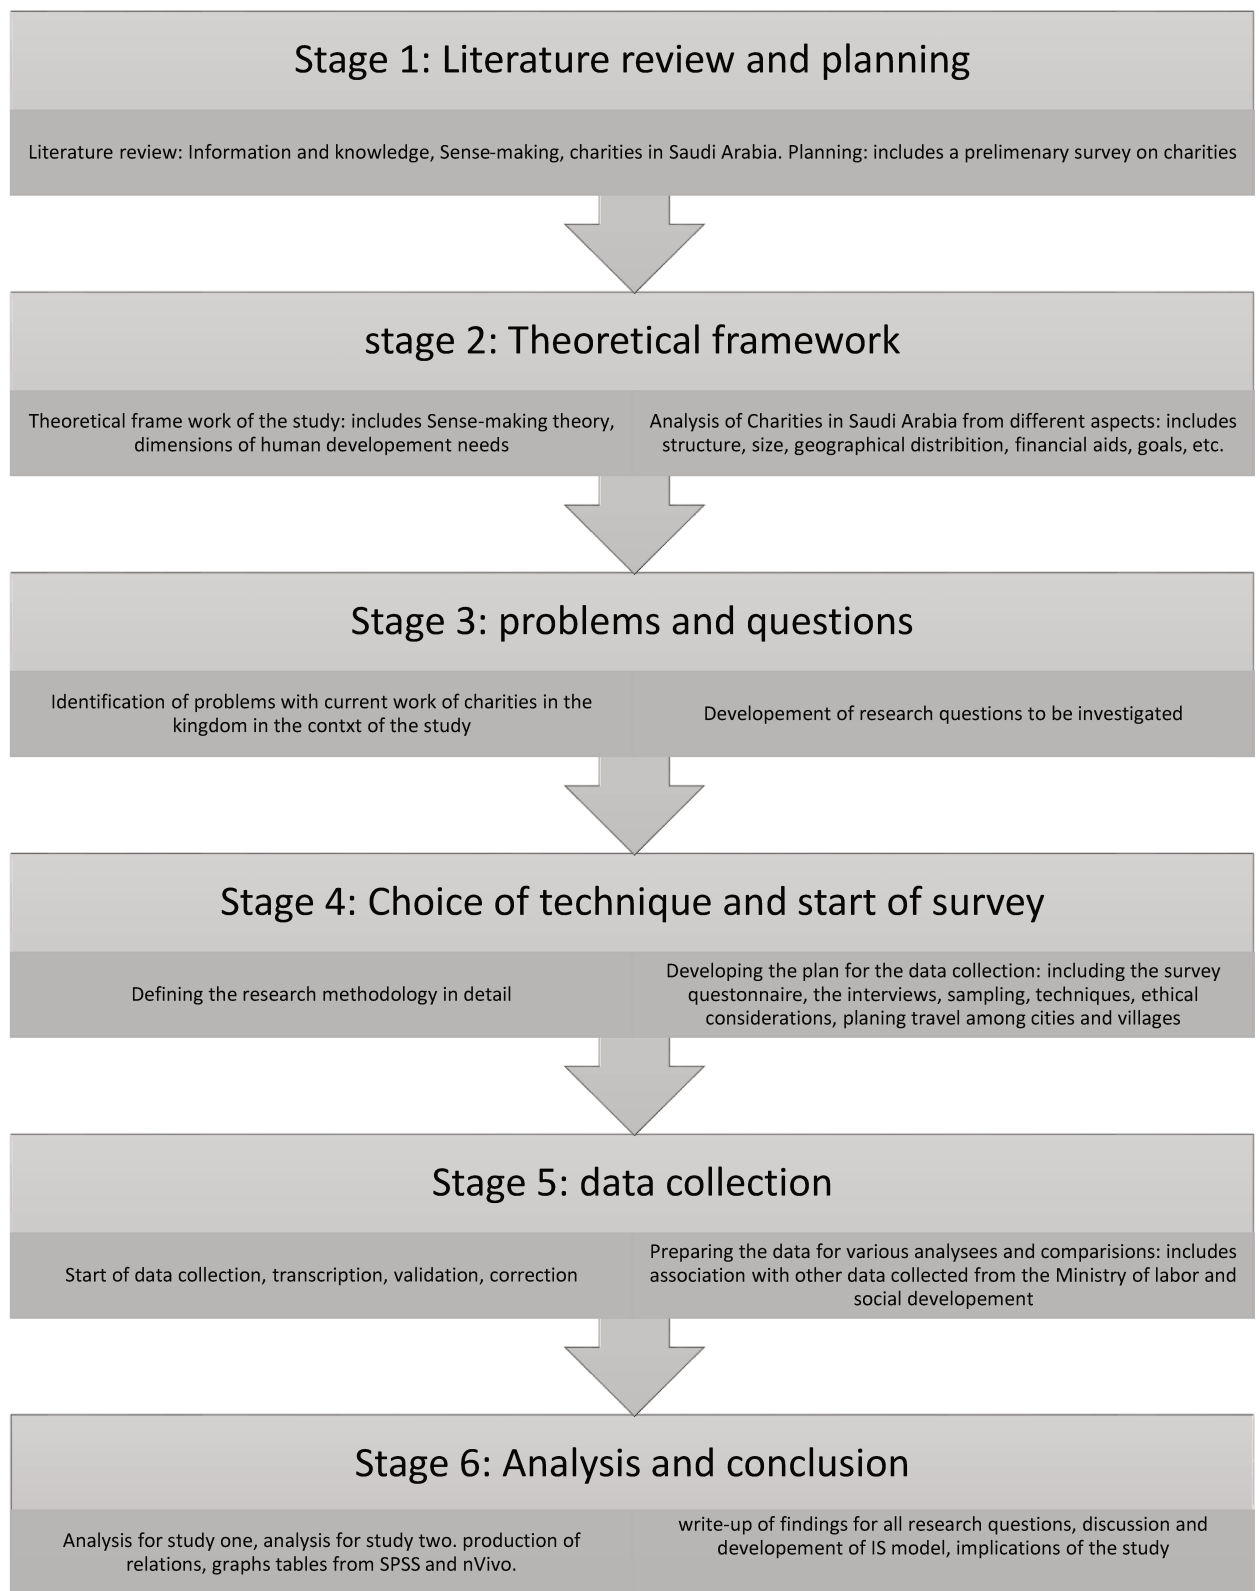 Stage 1: Literature review and planning
Literature review: Information and knowledge, Sense-making, charities in Saudi Arabia. Planning: includes a prelimenary survey on charities
stage 2: Theoretical framework
Theoretical frame work of the study: includes Sense-making theory,
dimensions of human developement needs
Analysis of Charities in Saudi Arabia from different aspects: includes
structure, size, geographical distribition, financial aids, goals, etc.
Stage 3: problems and questions
Identification of problems with current work of charities in the
kingdom in the contxt of the study
Developement of research questions to be investigated
Stage 4: Choice of technique and start of survey
Defining the research methodology in detail
Developing the plan for the data collection: including the survey
questonnaire, the interviews, sampling, techniques, ethical
considerations, planing travel among cities and villages
Stage 5: data collection
Start of data collection, transcription, validation, correction
Preparing the data for various analysees and comparisions: includes
association with other data collected from the Ministry of labor and
social developement
Stage 6: Analysis and conclusion
Analysis for study one, analysis for study two. production of
relations, graphs tables from SPSS and nVivo.
write-up of findings for all research questions, discussion and
developement of IS model, implications of the study